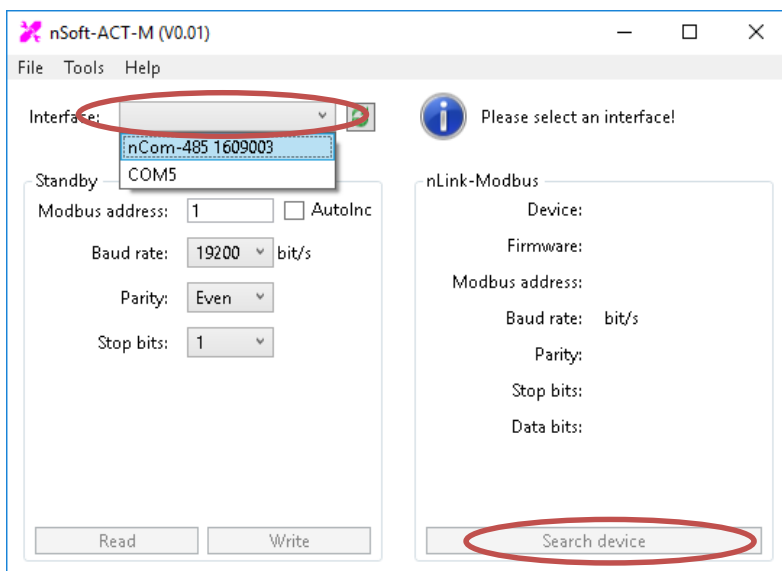 nSoft-ACT-M (V0.01)
File Tools Help
Interface:
Please select an interface!
nCom-485 1609003
COM5
Standby
Modbus address: 1 AutoInc
Baud rate: 19200 bit/s
Parity: Even
Stop bits: 1
Read Write
nLink-Modbus
Device:
Firmware:
Modbus address:
Baud rate: bit/s
Parity:
Stop bits:
Data bits:
Search device